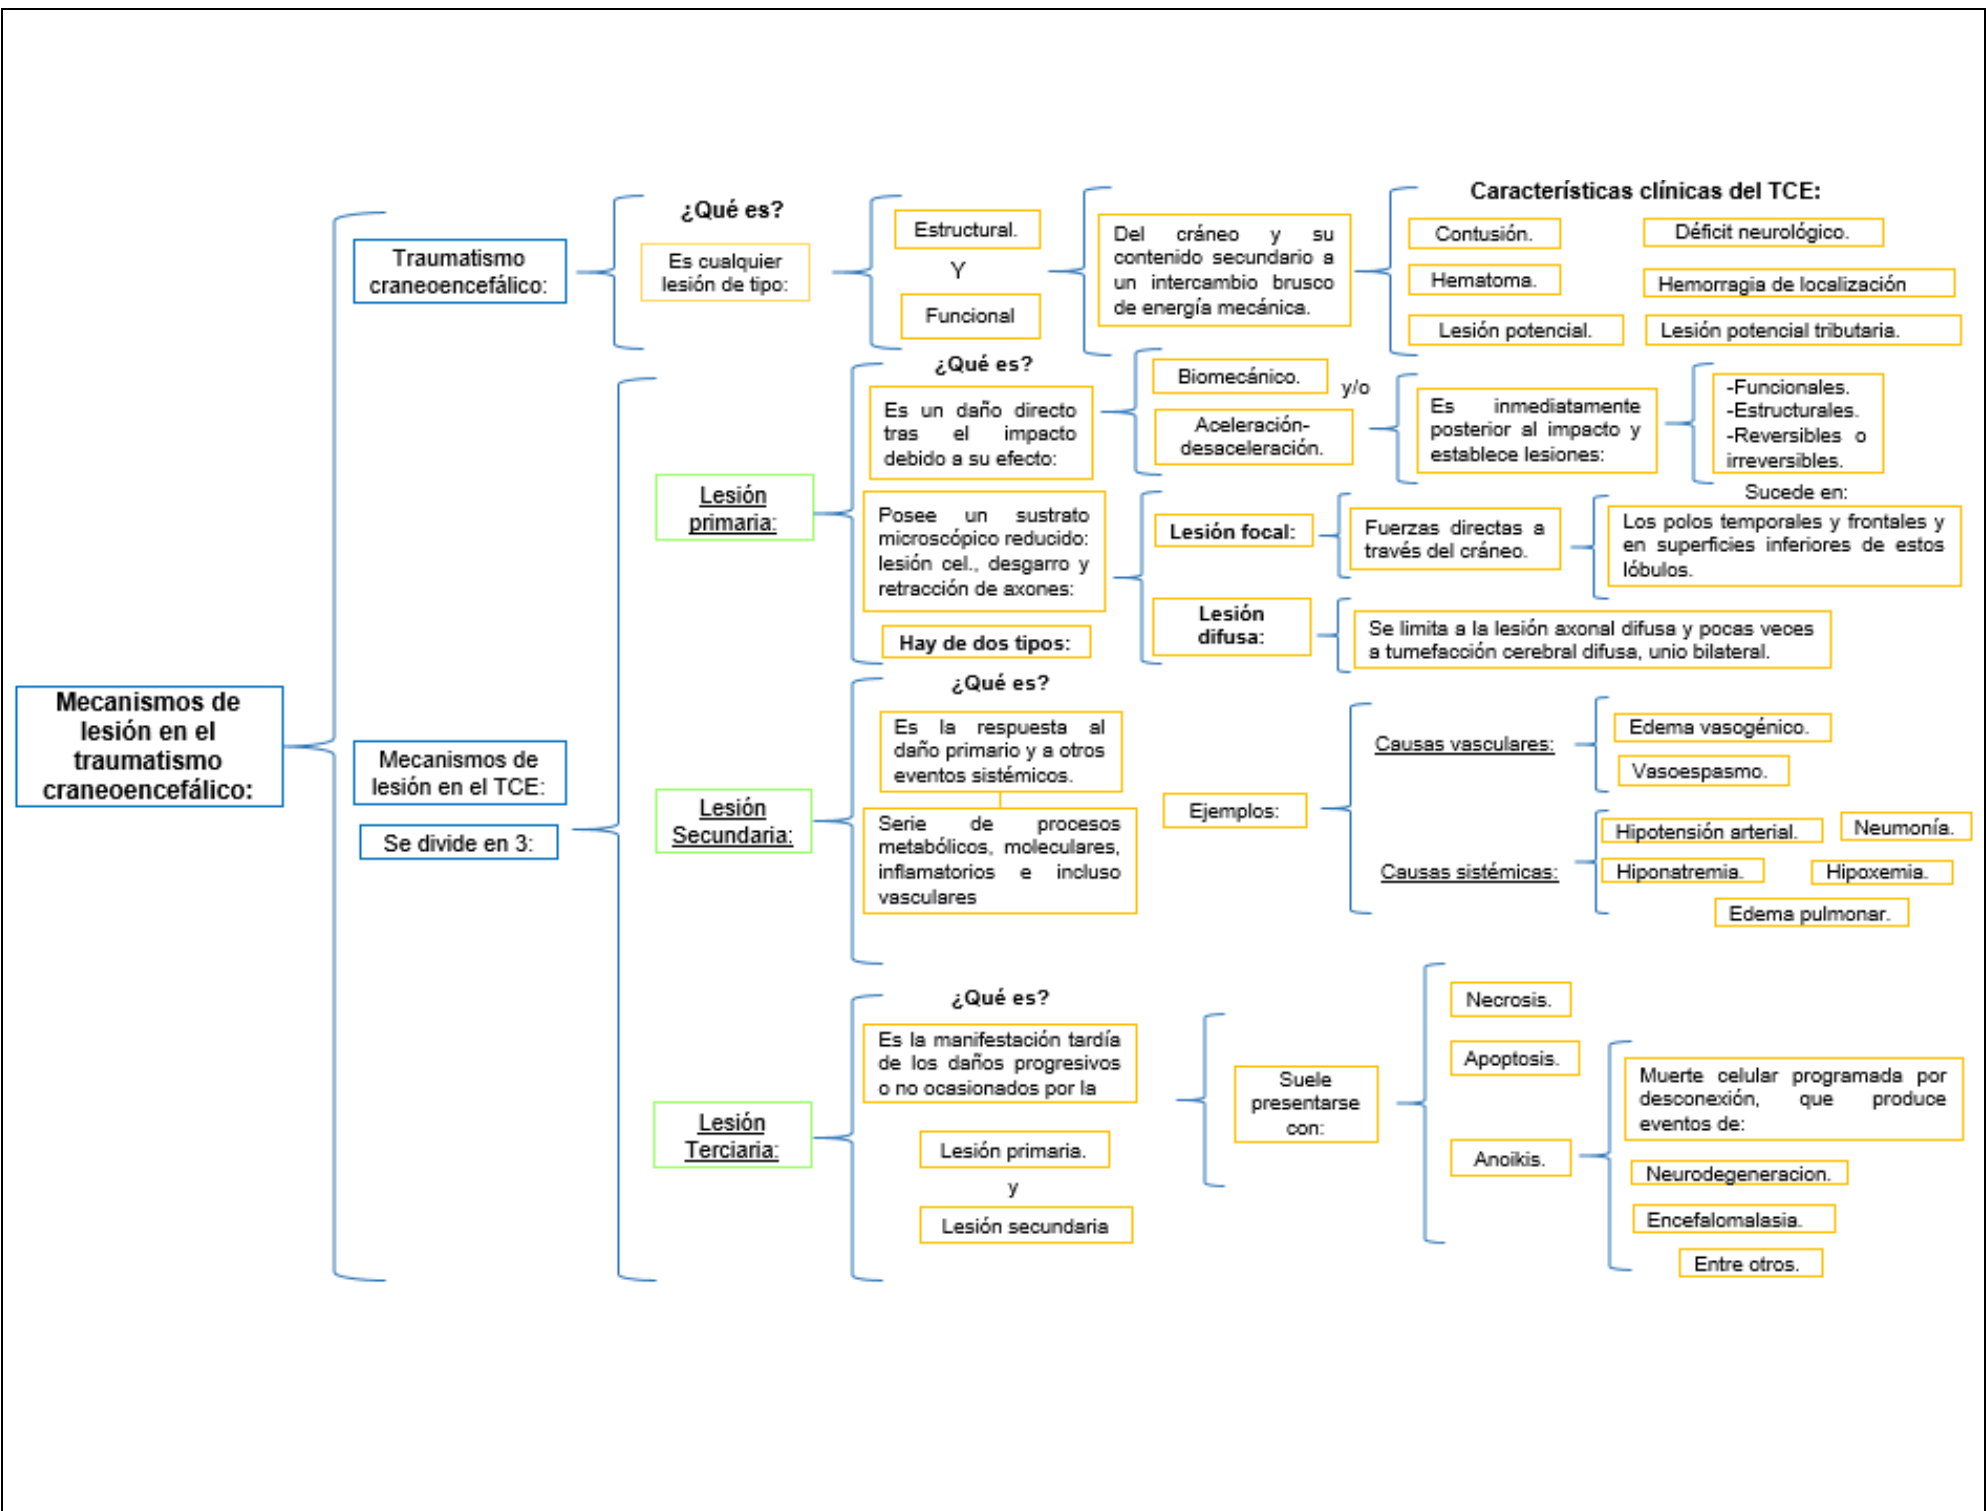 Mecanismos de
lesión en el
traumatismo
craneoencefálico:
Traumatismo
craneoencefálico:
¿Qué es?
Es cualquier
lesión de tipo:
Estructural.
Y
Funcional
Del cráneo y su
contenido secundario a
un intercambio brusco
de energía mecánica.
Características clínicas del TCE:
Contusión.
Déficit neurológico.
Hematoma.
Hemorragia de localización
Lesión potencial.
Lesión potencial tributaria.
Mecanismos de
lesión en el TCE:
Se divide en 3:
Lesión
primaria:
¿Qué es?
Es un daño directo
tras el impacto
debido a su efecto:
Biomecánico.
y/o
Aceleración-
desaceleración.
Es inmediatamente
posterior al impacto y
establece lesiones:
-Funcionales.
-Estructurales.
-Reversibles o
irreversibles.
Posee un sustrato
microscópico reducido:
lesión cel., desgarro y
retracción de axones:
Hay de dos tipos:
Lesión focal:
Fuerzas directas a
través del cráneo.
Sucede en:
Los polos temporales y frontales y
en superficies inferiores de estos
lóbulos.
Lesión
difusa:
Se limita a la lesión axonal difusa y pocas veces
a tumefacción cerebral difusa, unio bilateral.
Lesión
Secundaria:
¿Qué es?
Es la respuesta al
daño primario y a otros
eventos sistémicos.
Serie de procesos
metabólicos, moleculares,
inflamatorios e incluso
vasculares
Ejemplos:
Causas vasculares:
Edema vasogénico.
Vasoespasmo.
Causas sistémicas:
Hipotensión arterial.
Neumonía.
Hiponatremia.
Hipoxemia.
Edema pulmonar.
Lesión
Terciaria:
¿Qué es?
Es la manifestación tardía
de los daños progresivos
o no ocasionados por la
Lesión primaria.
y
Lesión secundaria
Suele
presentarse
con:
Necrosis.
Apoptosis.
Anoikis.
Muerte celular programada por
desconexión, que produce
eventos de:
Neurodegeneracion.
Encefalomalasia.
Entre otros.